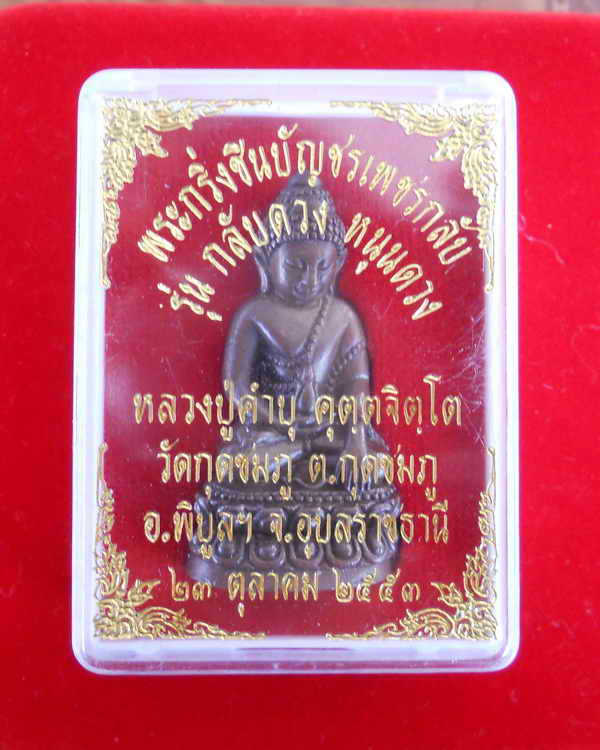 พระกริ่งชินบัญชรเพชรกลับ
รุ่น กลับดวง หนุนดวง
หลวงปู่คำบุ คุตฺตจิตฺโต
วัดกุดชมภู ต.กุดชมภู
อ.พิบูลฯ จ.อุบลราชธานี
๒๓ ตุลาคม ๒๕๕๓